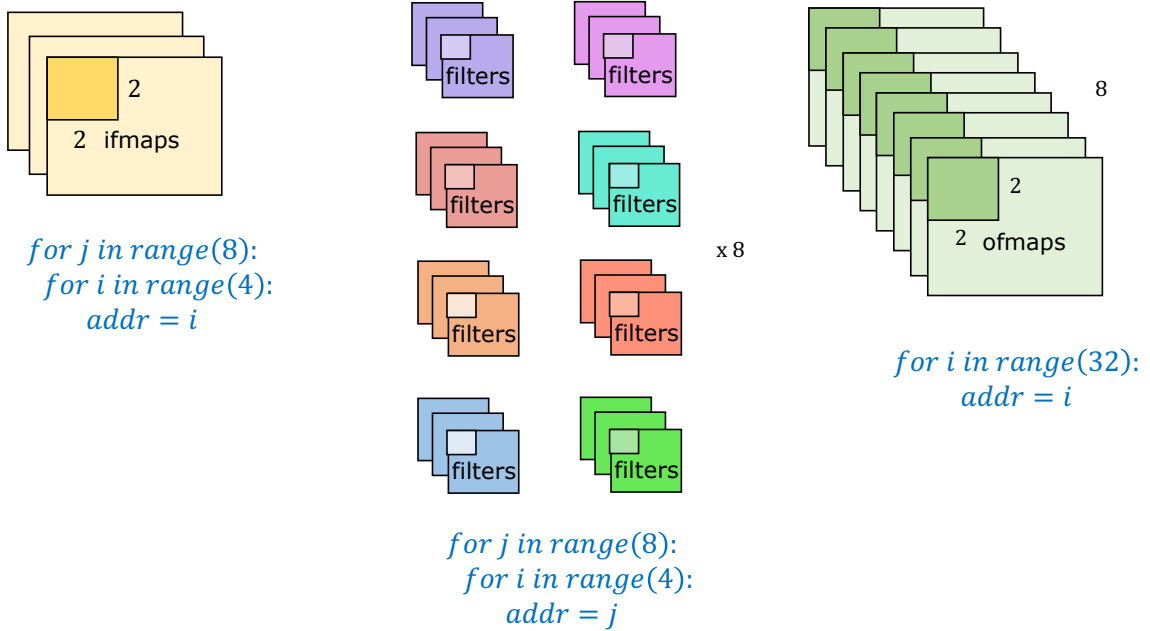 2
2 ifmaps
for j in range(8):
for i in range(4):
addr = i
filters
filters
filters
filters
x 8
filters
filters
filters
filters
for j in range(8):
for i in range(4):
addr = j
8
2
2 ofmaps
for i in range(32):
addr = i